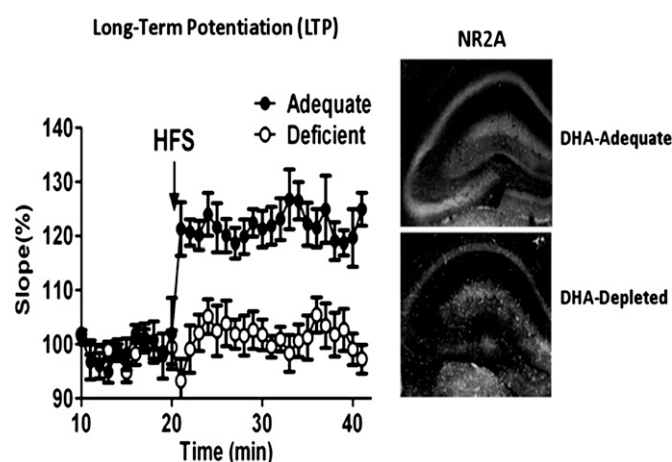 Long-Term Potentiation (LTP)
NR2A
Adequate
Deficient
HFS
DHA-Adequate
DHA-Depleted
Slope(%)
140
130
120
110
100
90
10
20
30
40
Time (min)